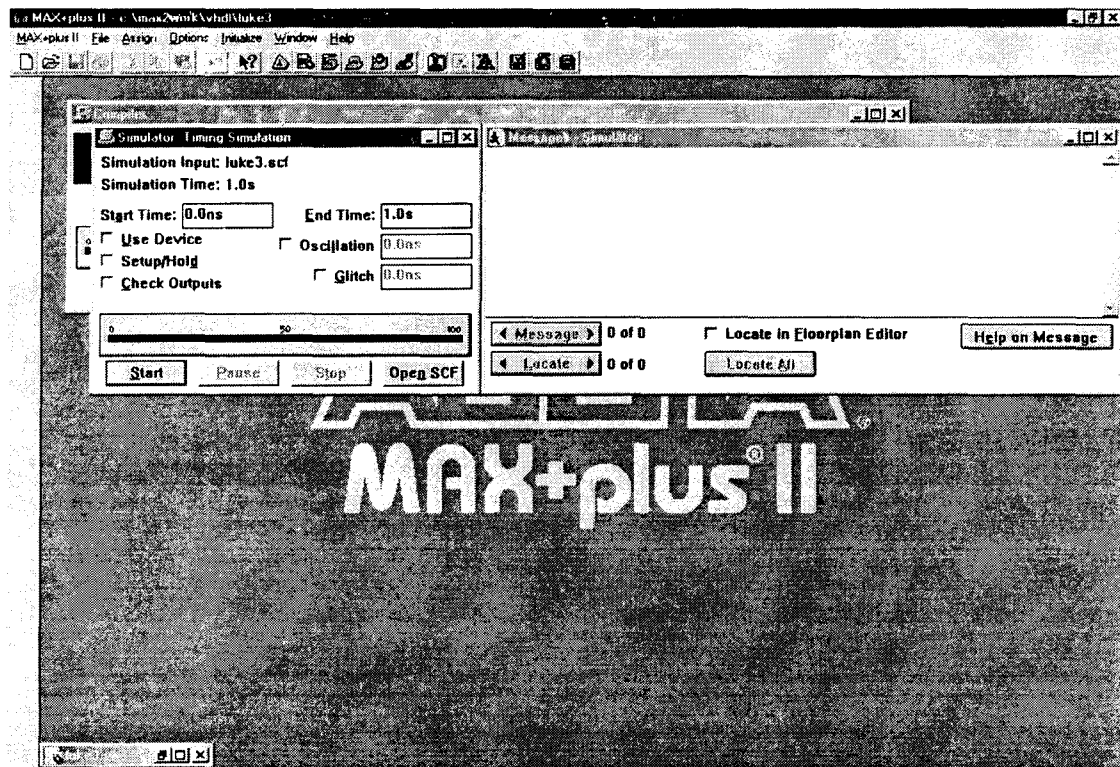 MAX+plus II - c:\max2work\vhdl\luke3
MAX+plus II File Assign Options Initialize Window Help
Compiler
Simulator: Timing Simulation
Simulation Input: luke3.scf
Simulation Time: 1.0s
Start Time: 0.0ns End Time: 1.0s
Use Device
Oscillation 0.0ns
Setup/Hold
Glitch 0.0ns
Check Outputs
0 50 100
Start Pause Stop Open SCF
Messages - Simulator
Message 0 of 0 Locate in Floorplan Editor Help on Message
Locate 0 of 0 Locate All
MAX+plus® II